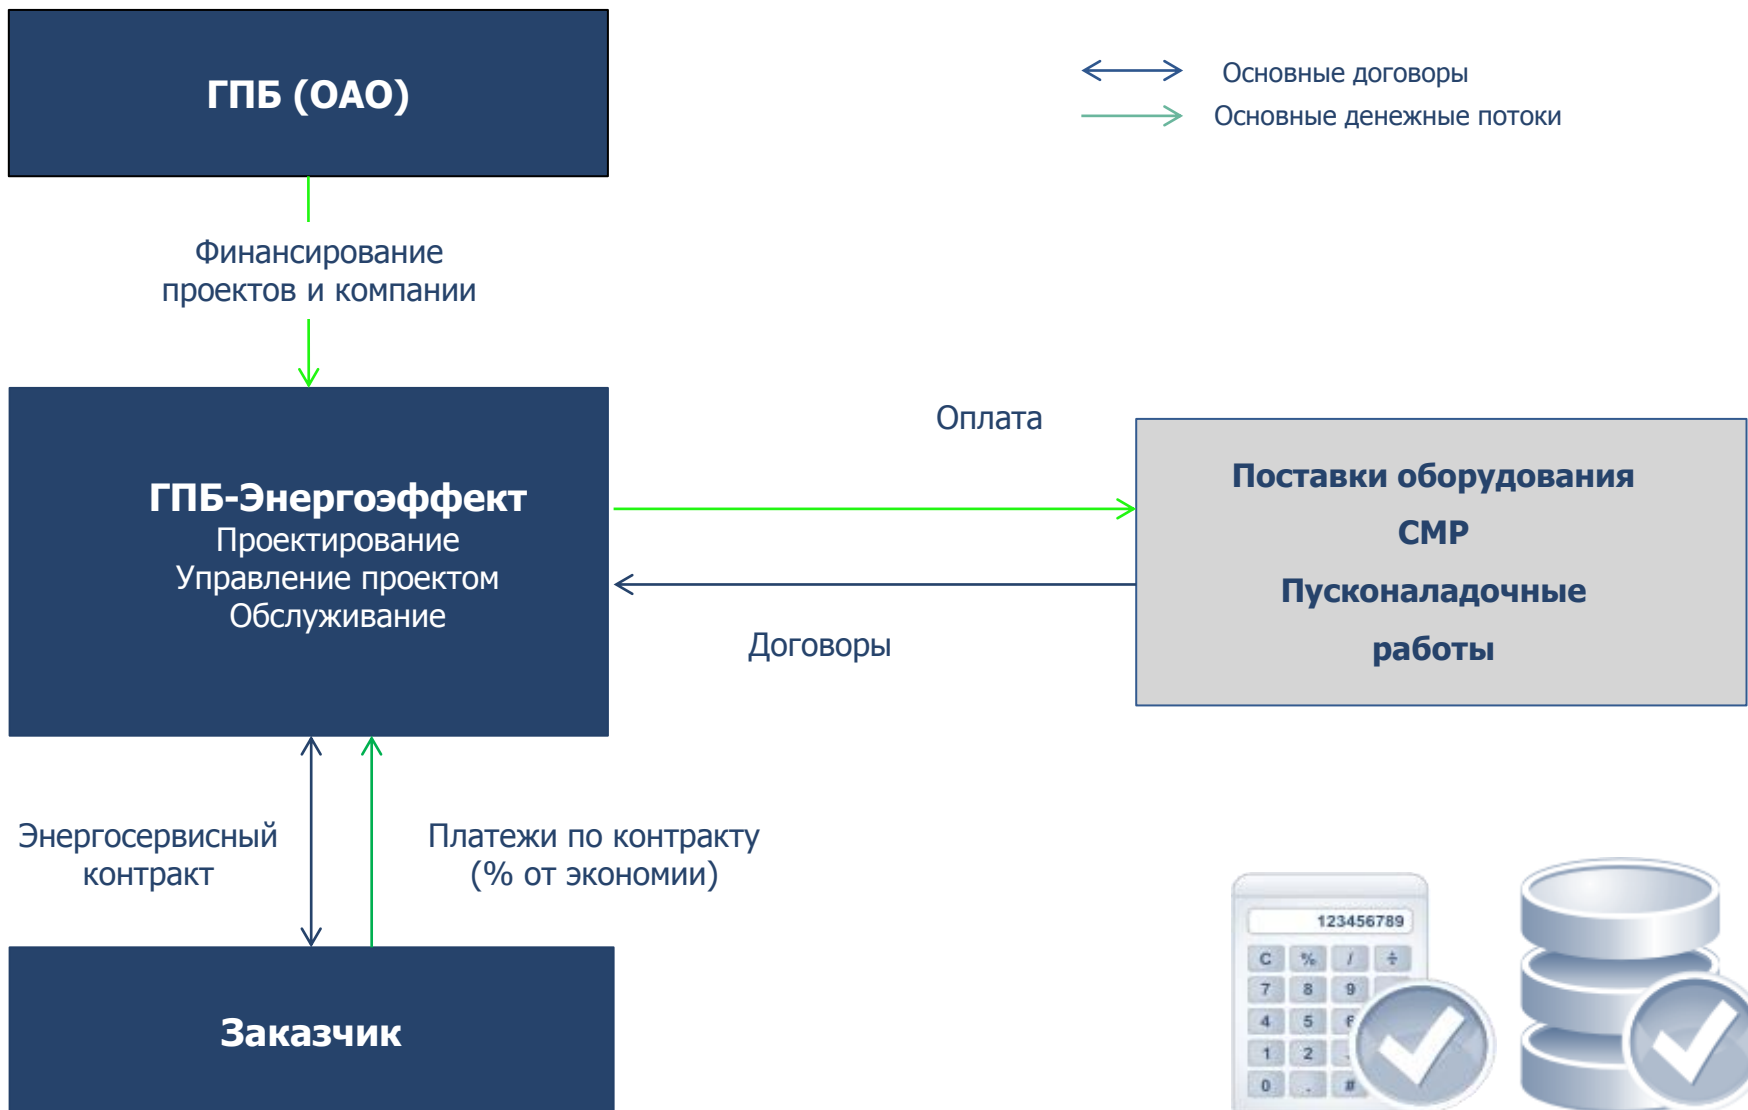 ГПБ (ОАО)
Основные договоры
Основные денежные потоки
Финансирование
проектов и компании
ГПБ-Энергоэффект
Проектирование
Управление проектом
Обслуживание
Оплата
Договоры
Поставки оборудования
СМР
Пусконаладочные
работы
Энергосервисный
контракт
Платежи по контракту
(% от экономии)
Заказчик
123456789
C % / ÷
7 8 9
4 5
1 2
0 . #